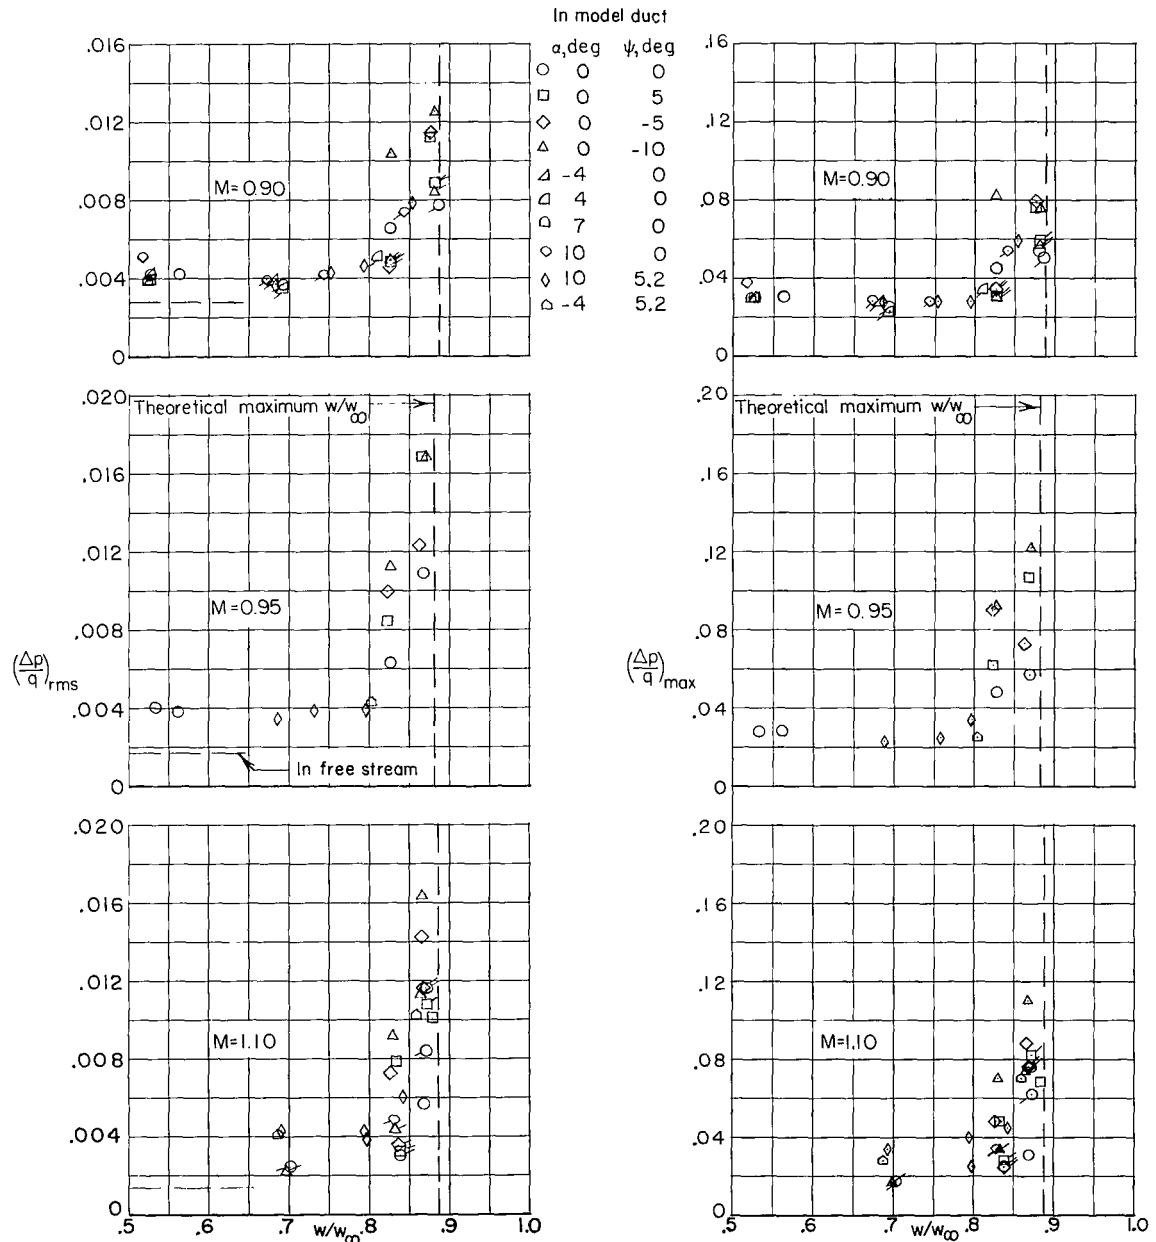 In model duct
α, deg ψ, deg
0 0
0 5
0 -5
0 -10
-4 0
4 0
7 0
10 0
10 5.2
-4 5.2
.016
.012
.008
.004
0
M=0.90
.16
.12
.08
.04
0
M=0.90
.020
.016
.012
.008
.004
0
Theoretical maximum w/w∞
M=0.95
(Δp/q)rms
In free stream
.20
.16
.12
.08
.04
0
Theoretical maximum w/w∞
M=0.95
(Δp/q)max
.020
.016
.012
.008
.004
0
M=1.10
.5 .6 .7 w/w∞ .8 .9 1.0
.20
.16
.12
.08
.04
0
M=1.10
.5 .6 .7 w/w∞ .8 .9 1.0